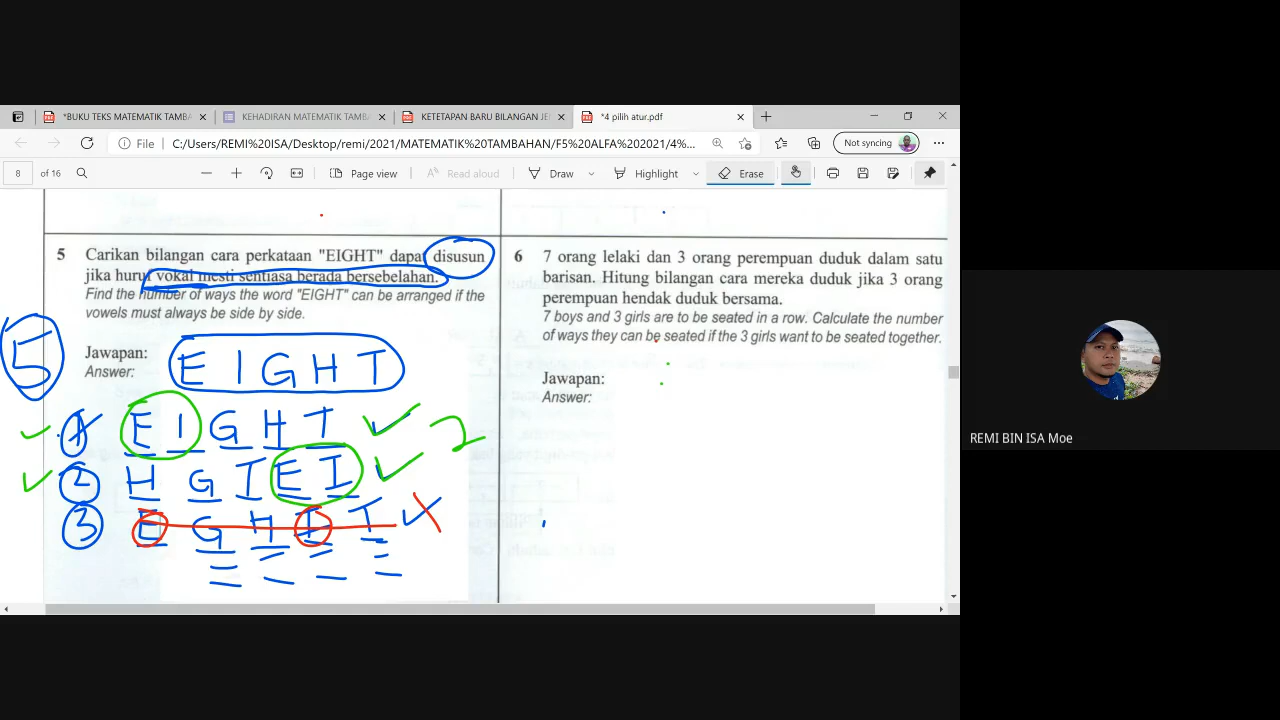 *BUKU TEKS MATEMATIK TAMBA
KEHADIRAN MATEMATIK TAMBA
KETETAPAN BARU BILANGAN JE
*4 pilih atur.pdf
File
C:/Users/REMI%20ISA/Desktop/remi/2021/MATEMATIK%20TAMBAHAN/F5%20ALFA%202021/4%...
Not syncing
8 of 16
Page view
Read aloud
Draw
Highlight
Erase
5 Carikan bilangan cara perkataan "EIGHT" dapat disusun
jika huruf vokal mesti sentiasa berada bersebelahan.
Find the number of ways the word "EIGHT" can be arranged if the
vowels must always be side by side.
Jawapan:
Answer:
5
E I G H T
1 E I G H T
2
2 H G T E I
3 E G H I T
6 7 orang lelaki dan 3 orang perempuan duduk dalam satu
barisan. Hitung bilangan cara mereka duduk jika 3 orang
perempuan hendak duduk bersama.
7 boys and 3 girls are to be seated in a row. Calculate the number
of ways they can be seated if the 3 girls want to be seated together.
Jawapan:
Answer:
REMI BIN ISA Moe